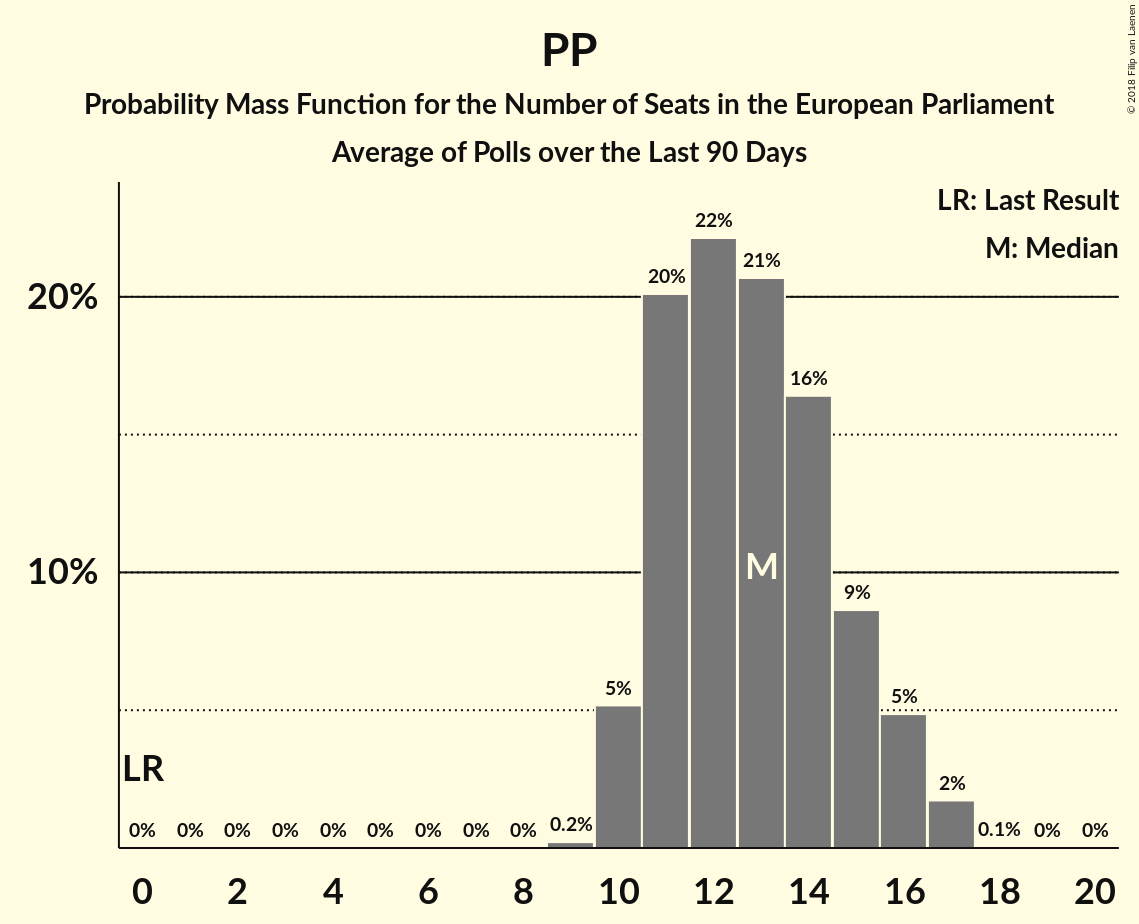 PP
Probability Mass Function for the Number of Seats in the European Parliament
Average of Polls over the Last 90 Days
© 2018 Filip van Laenen
LR: Last Result
M: Median
20%
10%
22%
21%
20%
16%
9%
5%
5%
2%
0% 0% 0% 0% 0% 0% 0% 0% 0% 0.2% 0.1% 0% 0%
M
LR
0 2 4 6 8 10 12 14 16 18 20